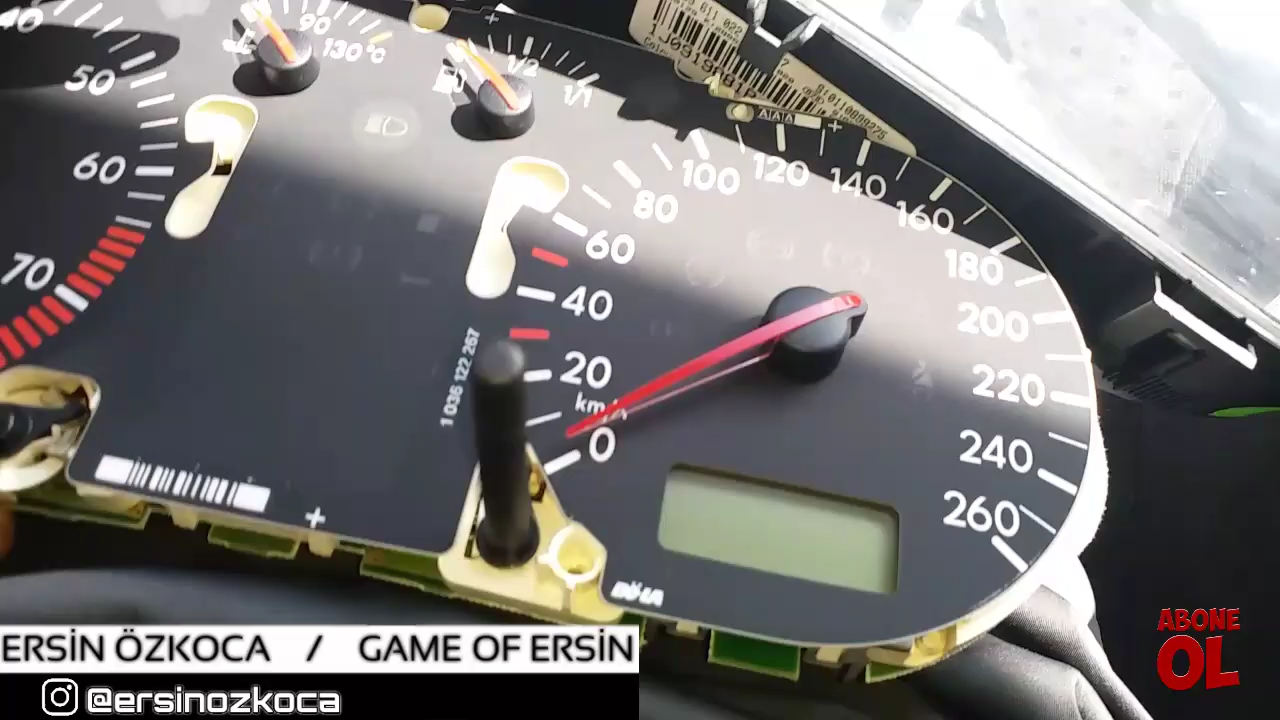 40
50
60
70
90
130°C
1/2
1/1
1J0919
0 20 40 60 80 100 120 140 160 180 200 220 240 260
km/h
1 036 122 267
ERSİN ÖZKOCA / GAME OF ERSİN
@ersinozkoca
ABONE
OL